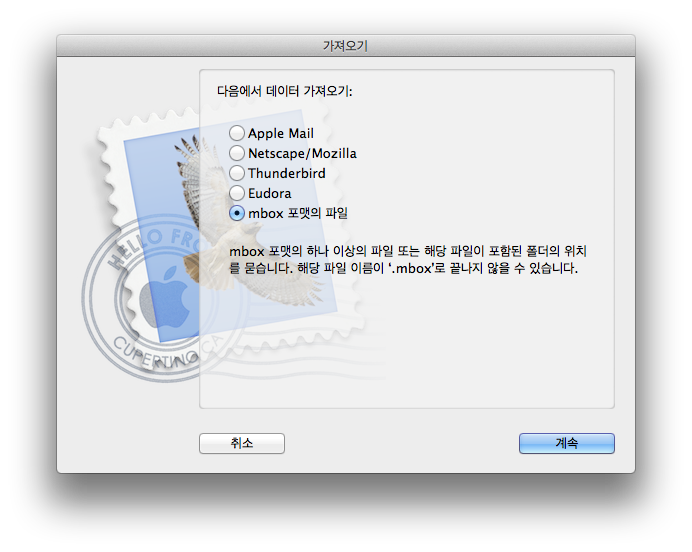 가져오기
다음에서 데이터 가져오기:
Apple Mail
Netscape/Mozilla
Thunderbird
Eudora
mbox 포맷의 파일
mbox 포맷의 하나 이상의 파일 또는 해당 파일이 포함된 폴더의 위치
를 묻습니다. 해당 파일 이름이 ‘.mbox’로 끝나지 않을 수 있습니다.
HELLO FRO
CUPERTINO CA
취소
계속